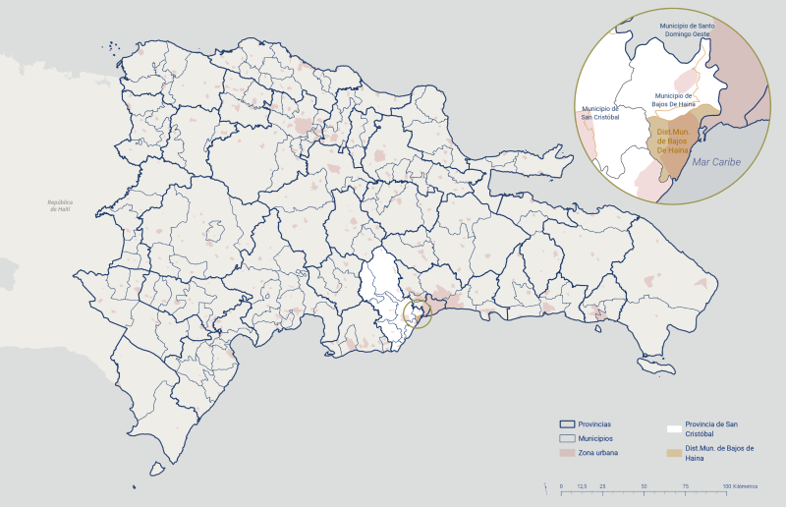 Municipio de Santo
Domingo Oeste
Municipio de
Bajos De Haina
Municipio de
San Cristóbal
Dist.Mun.
de Bajos
De Haina
Mar Caribe
República
de Haití
Provincias
Municipios
Zona urbana
Provincia de San
Cristóbal
Dist.Mun. de Bajos de
Haina
0 12,5 25 50 75 100 Kilómetros